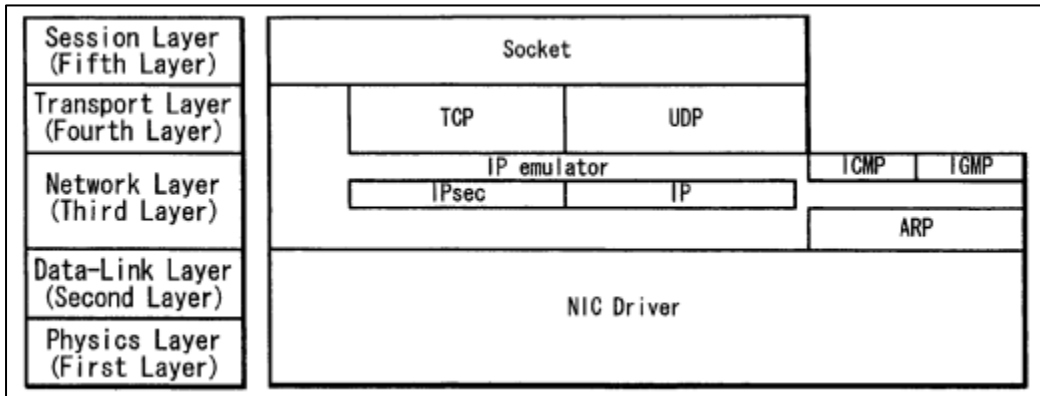 Session Layer
(Fifth Layer)
Socket
Transport Layer
(Fourth Layer)
TCP
UDP
Network Layer
(Third Layer)
IP emulator
ICMP
IGMP
IPsec
IP
ARP
Data-Link Layer
(Second Layer)
NIC Driver
Physics Layer
(First Layer)